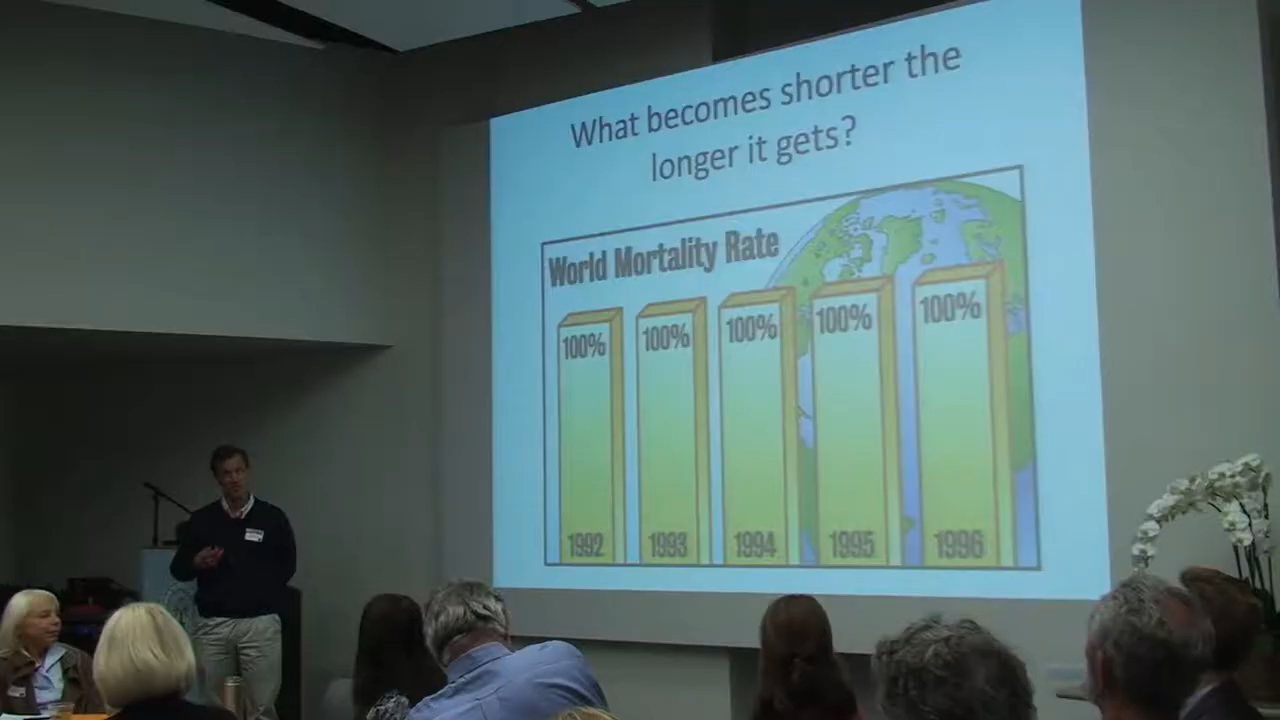 What becomes shorter the
longer it gets?
World Mortality Rate
100% 100% 100% 100% 100%
1992 1993 1994 1995 1996